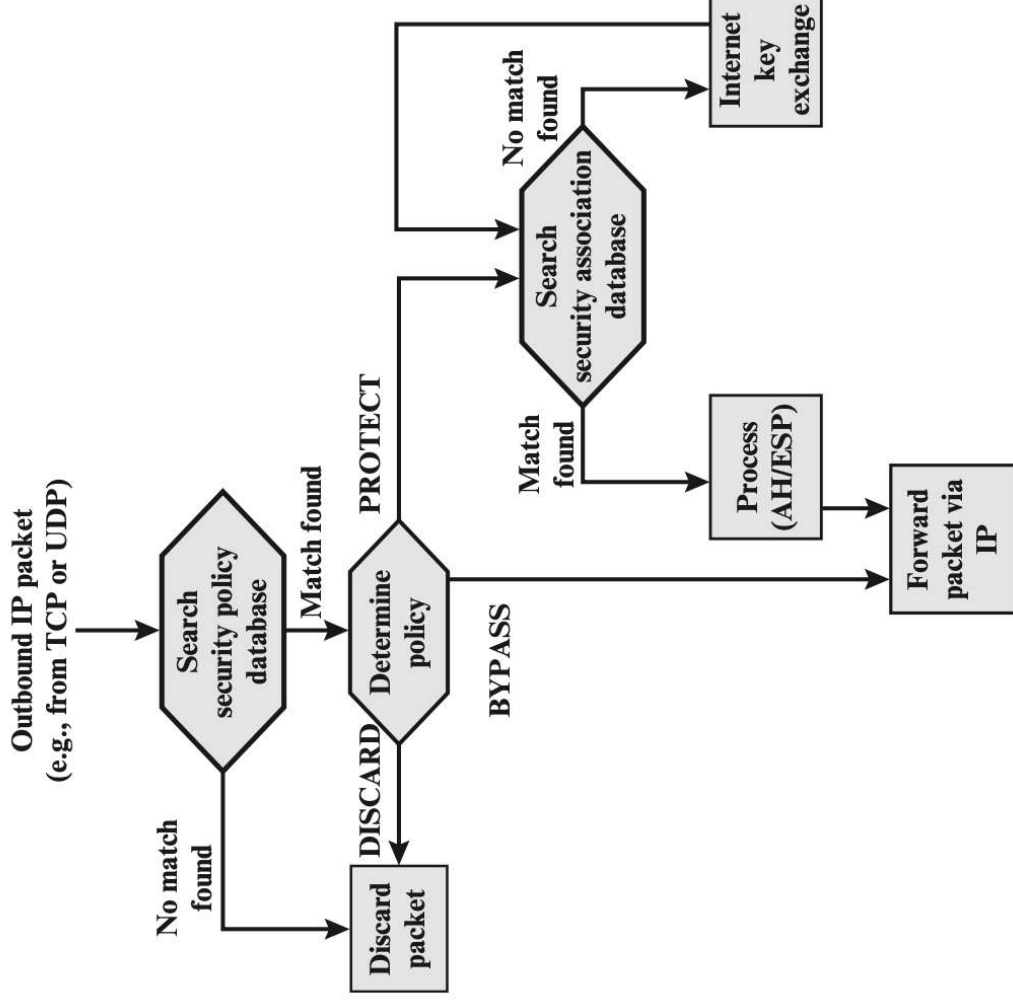 Outbound IP packet
(e.g., from TCP or UDP)
No match
found
Search
security policy
database
Match found
Discard
packet
DISCARD
Determine
policy
PROTECT
BYPASS
Search
security association
database
No match
found
Match
found
Internet
key
exchange
Process
(AH/ESP)
Forward
packet via
IP